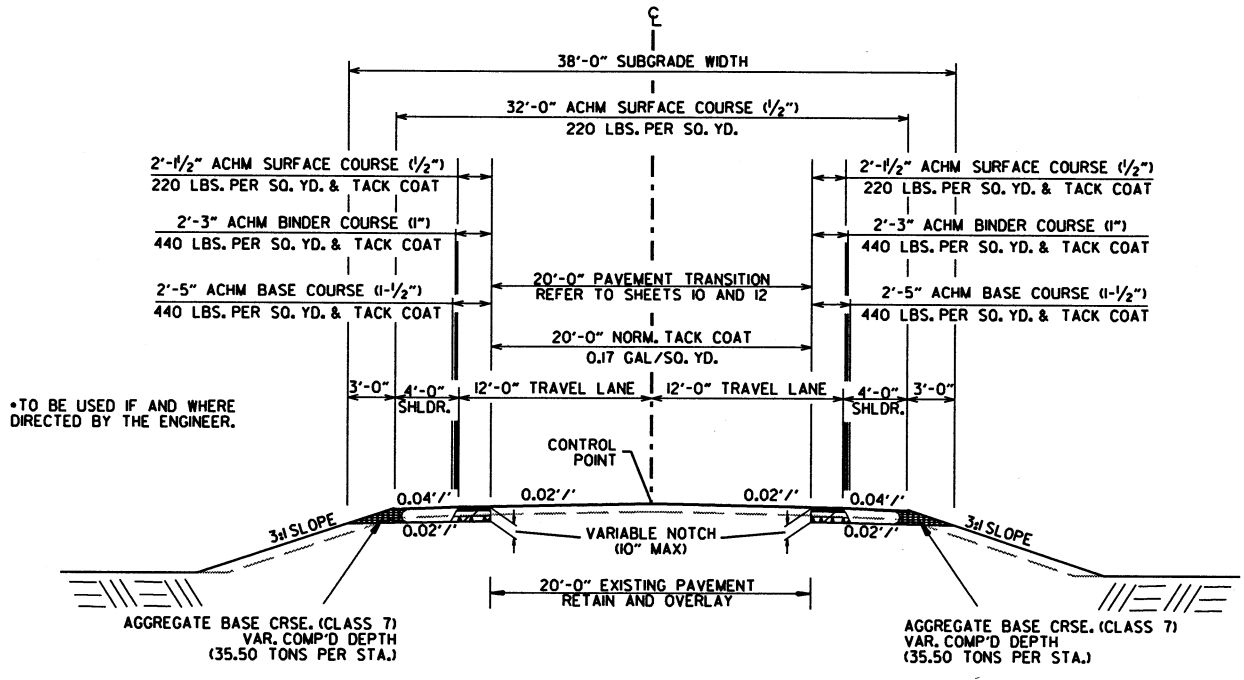 ℄
38'-0" SUBGRADE WIDTH
32'-0" ACHM SURFACE COURSE (1/2")
220 LBS. PER SQ. YD.
2'-1 1/2" ACHM SURFACE COURSE (1/2")
220 LBS. PER SQ. YD. & TACK COAT
2'-3" ACHM BINDER COURSE (1")
440 LBS. PER SQ. YD. & TACK COAT
2'-5" ACHM BASE COURSE (1-1/2")
440 LBS. PER SQ. YD. & TACK COAT
2'-1 1/2" ACHM SURFACE COURSE (1/2")
220 LBS. PER SQ. YD. & TACK COAT
2'-3" ACHM BINDER COURSE (1")
440 LBS. PER SQ. YD. & TACK COAT
2'-5" ACHM BASE COURSE (1-1/2")
440 LBS. PER SQ. YD. & TACK COAT
20'-0" PAVEMENT TRANSITION
REFER TO SHEETS 10 AND 12
20'-0" NORM. TACK COAT
0.17 GAL/SQ. YD.
3'-0"
4'-0"
SHLDR.
12'-0" TRAVEL LANE
12'-0" TRAVEL LANE
4'-0"
SHLDR.
3'-0"
•TO BE USED IF AND WHERE
DIRECTED BY THE ENGINEER.
CONTROL
POINT
0.04'/'
0.02'/'
0.02'/'
0.04'/'
3:1 SLOPE
0.02'/'
VARIABLE NOTCH
(10" MAX)
0.02'/'
3:1 SLOPE
20'-0" EXISTING PAVEMENT
RETAIN AND OVERLAY
AGGREGATE BASE CRSE. (CLASS 7)
VAR. COMP'D DEPTH
(35.50 TONS PER STA.)
AGGREGATE BASE CRSE. (CLASS 7)
VAR. COMP'D DEPTH
(35.50 TONS PER STA.)